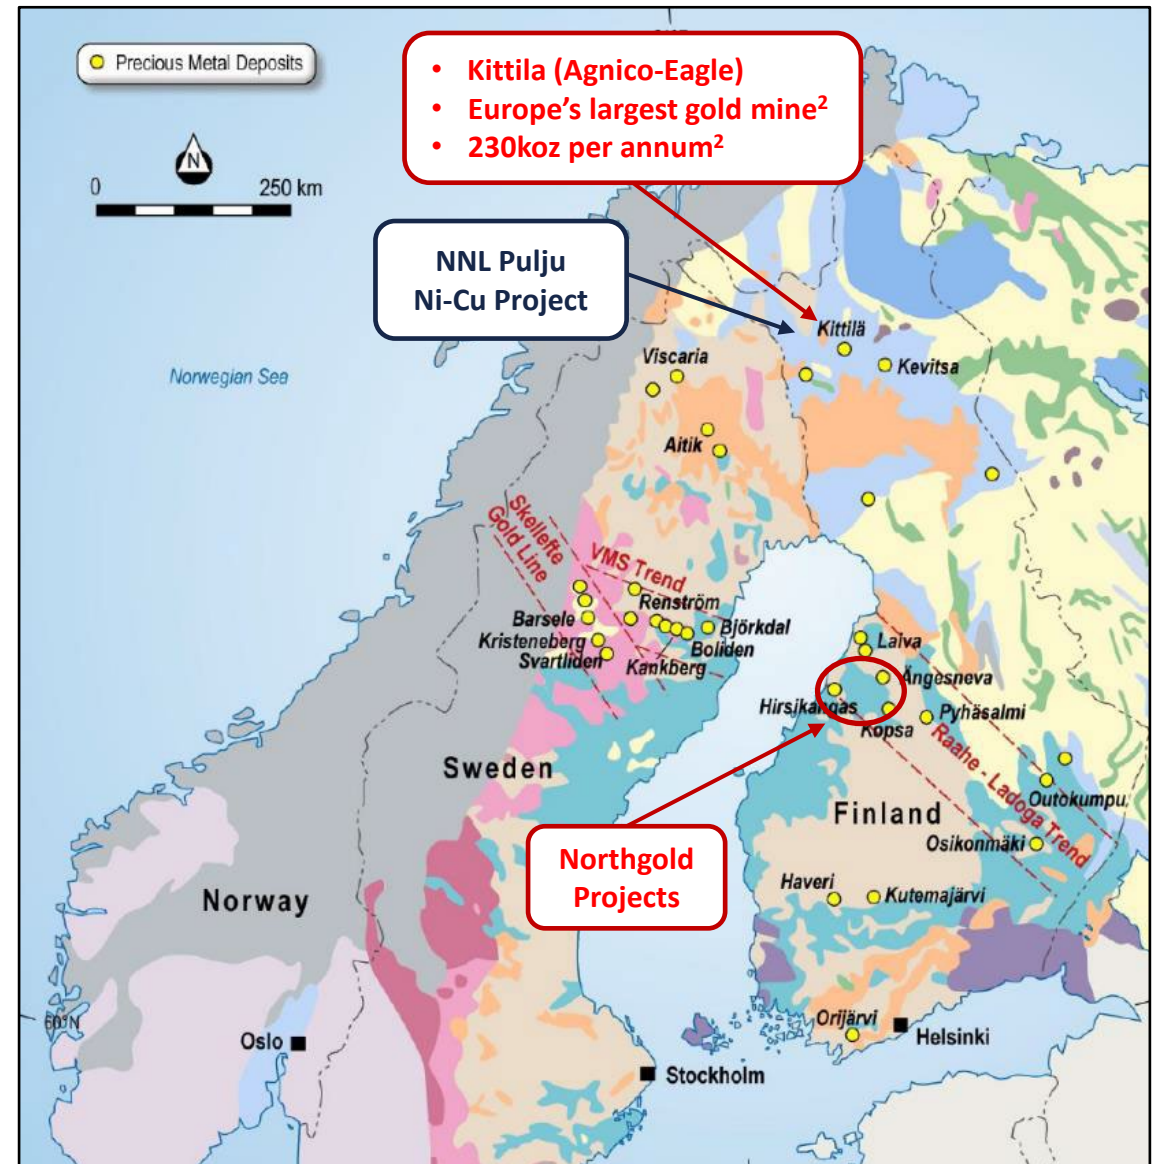 Precious Metal Deposits
• Kittila (Agnico-Eagle)
• Europe's largest gold mine²
• 230koz per annum²
N
0 250 km
NNL Pulju
Ni-Cu Project
Norwegian Sea
Kittilä
Viscaria
Kevitsa
Aitik
Skellefte
Gold Line
VMS Trend
Renström
Barsele
Björkdal
Kristeneberg
Boliden
Svartliden
Kankberg
Laiva
Ängesneva
Hirsikangas
Kopsa
Pyhäsalmi
Raahe - Ladoga Trend
Sweden
Outokumpu
Finland
Osikonmäki
Northgold
Projects
Haveri
Kutemajärvi
Norway
60°N
Orijärvi
Helsinki
Oslo
Stockholm